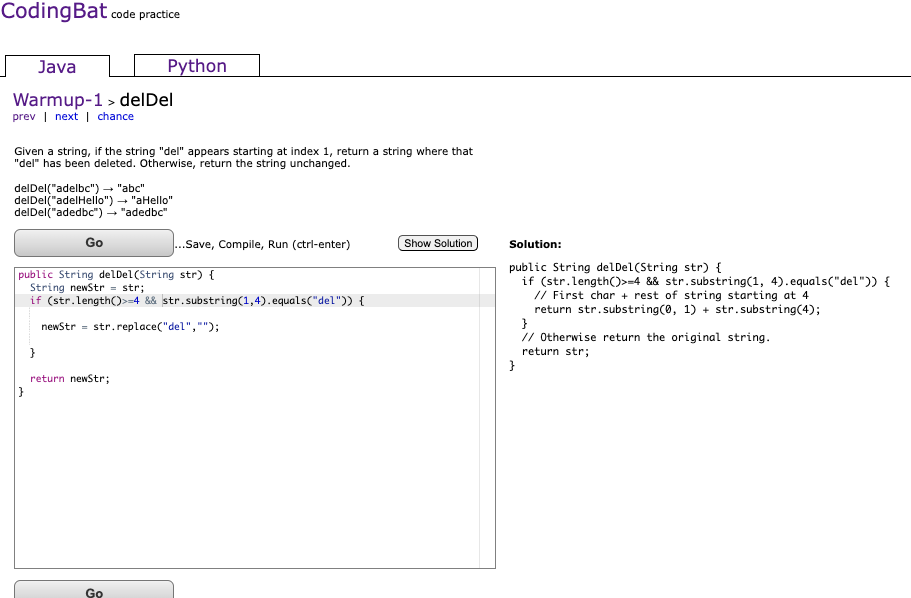 CodingBat code practice
Java
Python
Warmup-1 > delDel
prev | next | chance
Given a string, if the string "del" appears starting at index 1, return a string where that
"del" has been deleted. Otherwise, return the string unchanged.
delDel("adelbc") → "abc"
delDel("adelHello") → "aHello"
delDel("adedbc") → "adedbc"
Go
...Save, Compile, Run (ctrl-enter)
Show Solution
public String delDel(String str) {
String newStr = str;
if (str.length()>=4 && str.substring(1,4).equals("del")) {
newStr = str.replace("del","");
}
return newStr;
}
Solution:
public String delDel(String str) {
if (str.length()>=4 && str.substring(1, 4).equals("del")) {
// First char + rest of string starting at 4
return str.substring(0, 1) + str.substring(4);
}
// Otherwise return the original string.
return str;
}
Go